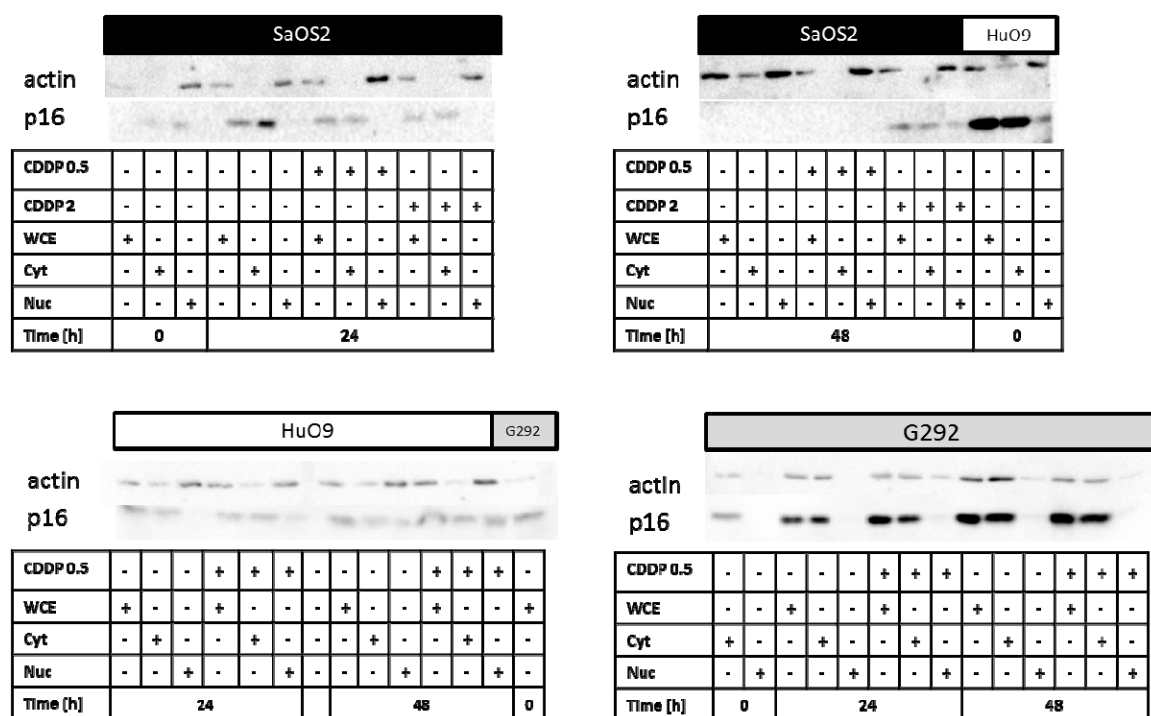 SaOS2
actin
p16
CDDP 0.5 - - - - - - + + + - - -
CDDP 2 - - - - - - - - - + + +
WCE + - - + - - + - - + - -
Cyt - + - - + - - + - - + -
Nuc - - + - - + - - + - - +
Time [h] 0 24
SaOS2 HuO9
actin
p16
CDDP 0.5 - - - + + + - - - - - -
CDDP 2 - - - - - - + + + - - -
WCE + - - + - - + - - + - -
Cyt - + - - + - - + - - + -
Nuc - - + - - + - - + - - +
Time [h] 48 0
HuO9 G292
actin
p16
CDDP 0.5 - - - + + + - - - - + + + -
WCE + - - + - - - + - - + - - +
Cyt - + - - + - - - + - - + - -
Nuc - - + - - + - - - + - - + -
Time [h] 24 48 0
G292
actin
p16
CDDP 0.5 - - - - - + + + - - - + + +
WCE - - + - - + - - + - - + - -
Cyt + - - + - - + - - + - - + -
Nuc - + - - + - - + - - + - - +
Time [h] 0 24 48